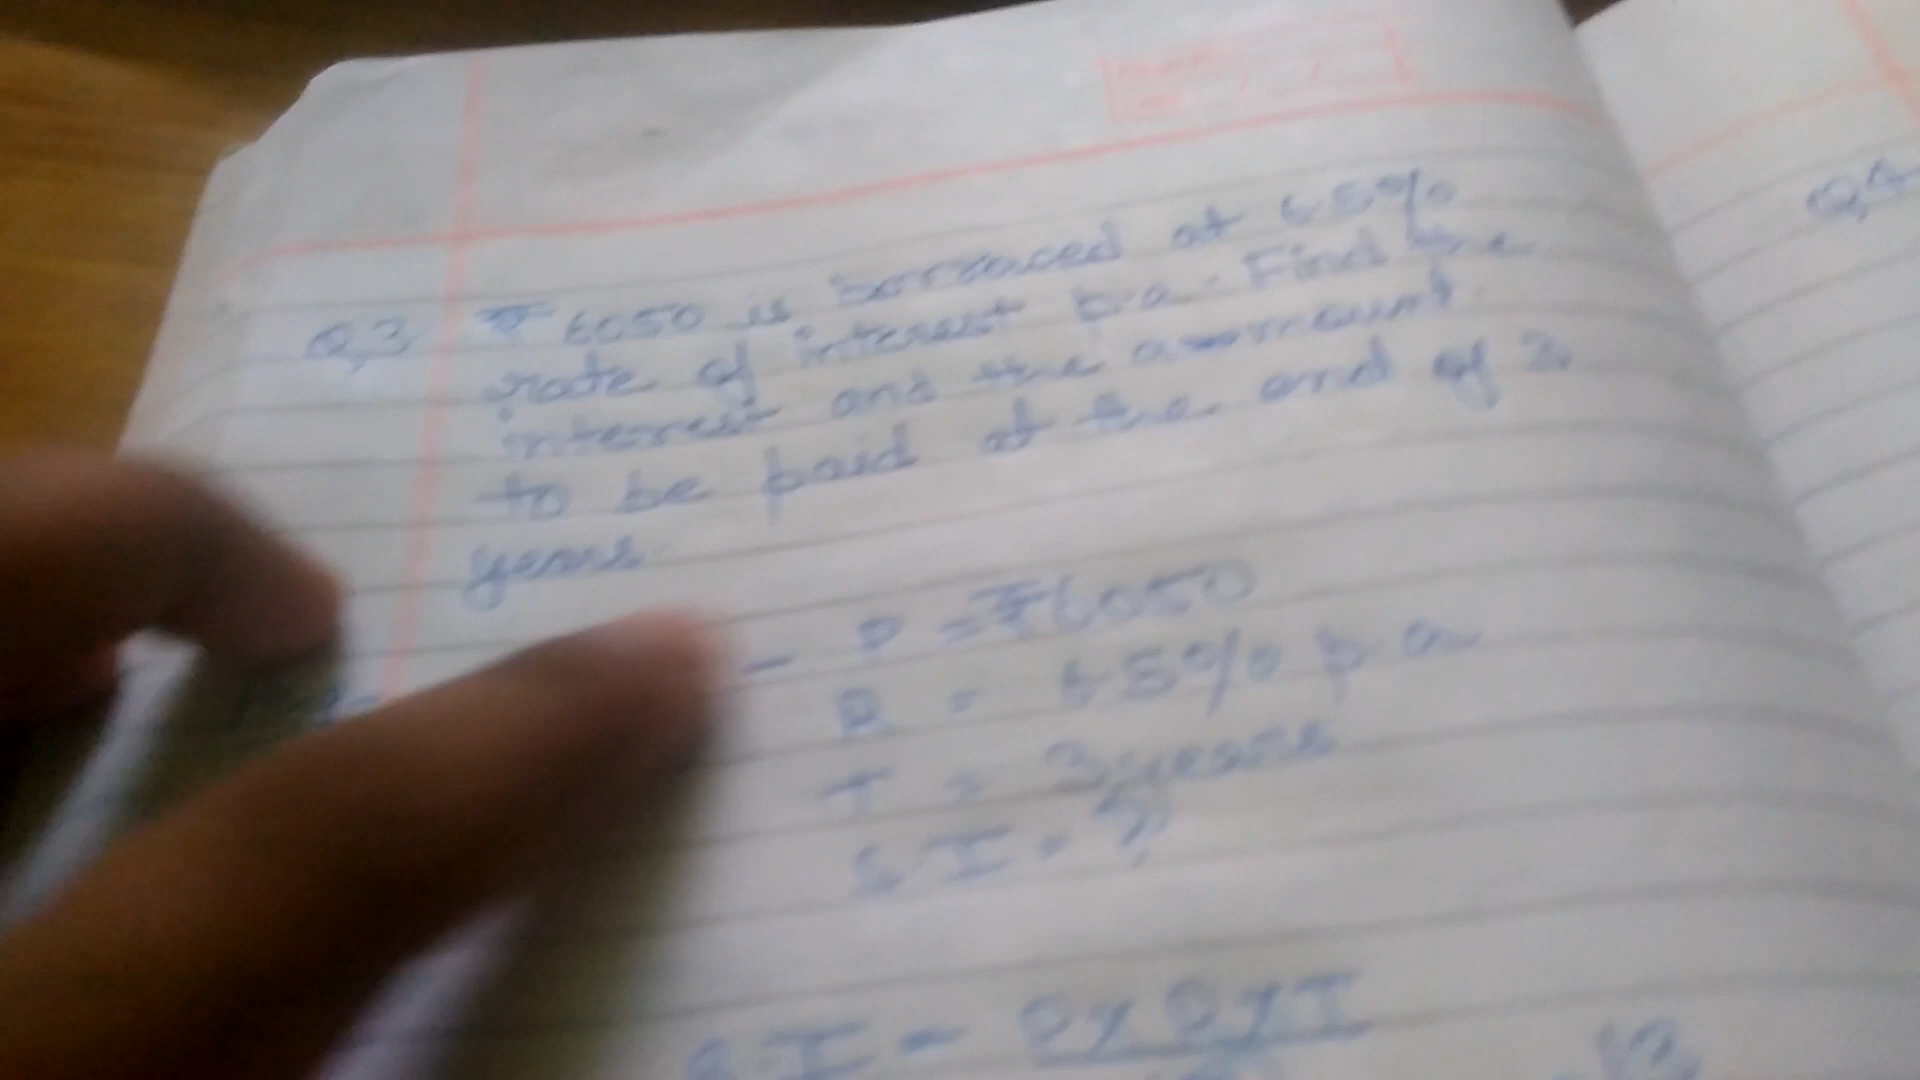 Q.3 ₹ 6050 is borrowed at 6.5%
rate of interest p.a. Find the
interest and the amount
to be paid at the end of 3
years
- P = ₹6050
R = 6.5% p.a
T = 3 years
S.I = ?
S.I = P x R x T
13